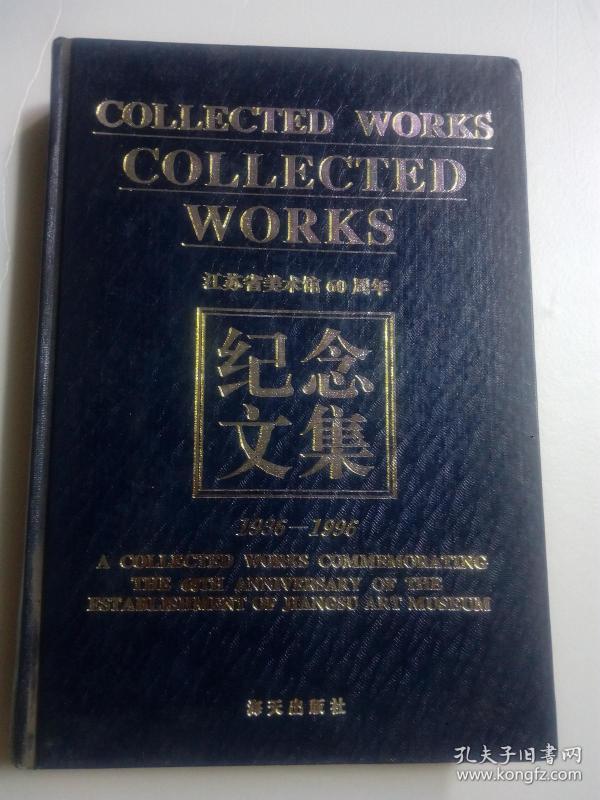 COLLECTED WORKS
COLLECTED
WORKS
江苏省美术馆60周年
纪念
文集
1936—1996
A COLLECTED WORKS COMMEMORATING
THE 60TH ANNIVERSARY OF THE
ESTABLISHMENT OF JIANGSU ART MUSEUM
海天出版社
孔夫子旧书网
www.kongfz.com